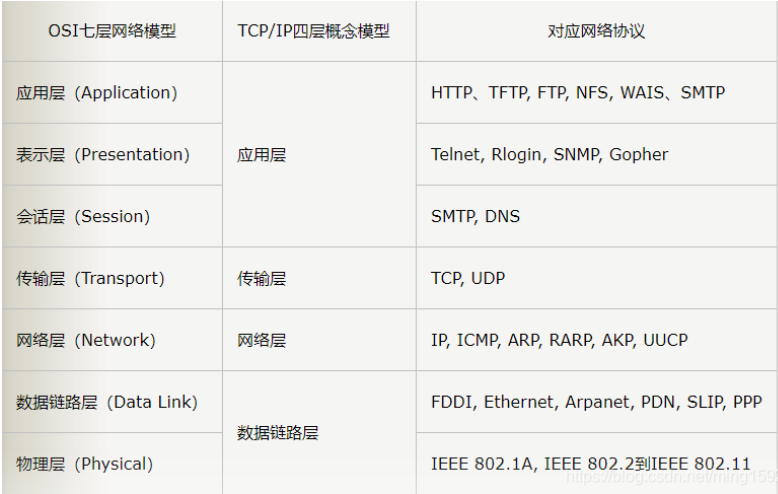 OSI七层网络模型 TCP/IP四层概念模型 对应网络协议
应用层 (Application) HTTP、TFTP, FTP, NFS, WAIS、SMTP
表示层 (Presentation) 应用层 Telnet, Rlogin, SNMP, Gopher
会话层 (Session) SMTP, DNS
传输层 (Transport) 传输层 TCP, UDP
网络层 (Network) 网络层 IP, ICMP, ARP, RARP, AKP, UUCP
数据链路层 (Data Link) FDDI, Ethernet, Arpanet, PDN, SLIP, PPP
数据链路层
物理层 (Physical) IEEE 802.1A, IEEE 802.2到IEEE 802.11